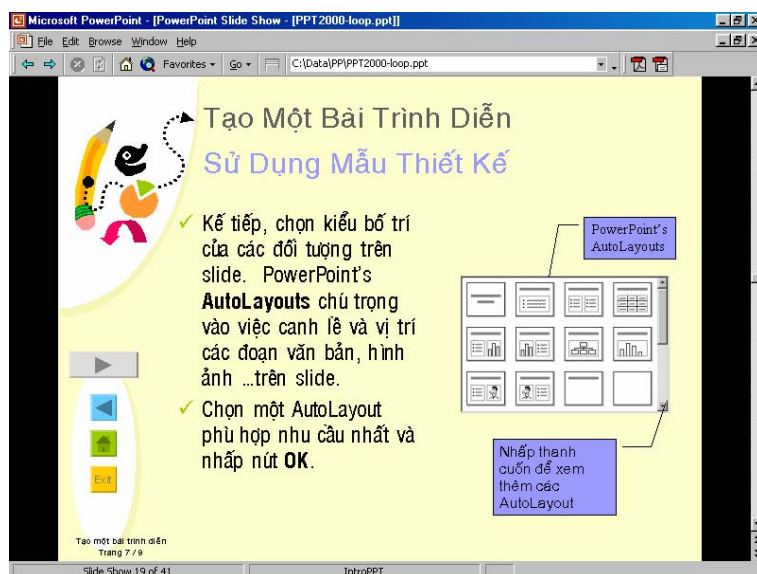 Microsoft PowerPoint - [PowerPoint Slide Show - [PPT2000-loop.ppt]]
File Edit Browse Window Help
Favorites Go C:\Data\PP\PPT2000-loop.ppt
Tạo Một Bài Trình Diễn
Sử Dụng Mẫu Thiết Kế
Kế tiếp, chọn kiểu bố trí
của các đối tượng trên
slide. PowerPoint's
AutoLayouts chú trọng
vào việc canh lề và vị trí
các đoạn văn bản, hình
ảnh ...trên slide.
Chọn một AutoLayout
phù hợp nhu cầu nhất và
nhấp nút OK.
PowerPoint's
AutoLayouts
Nhấp thanh
cuốn để xem
thêm các
AutoLayout
Exit
Tạo một bài trình diễn
Trang 7 / 9
Slide Show 19 of 41 IntroPPT